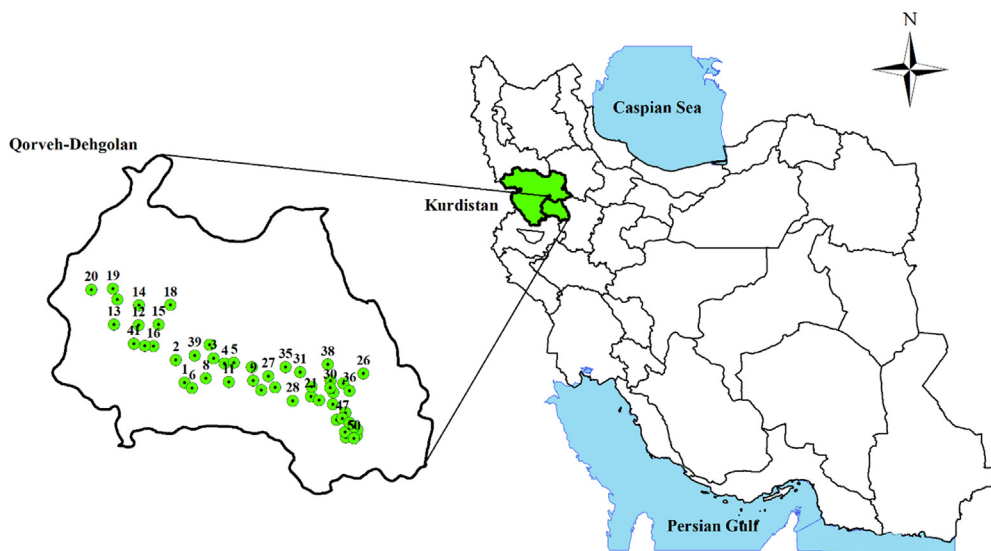 N
Caspian Sea
Qorveh-Dehgolan
Kurdistan
20 19
14 18
13 12 15
41 16
39 3
2 4 5 35 38
27 31 26
1 6 8 11 9 30 36
28 21
47
50
Persian Gulf